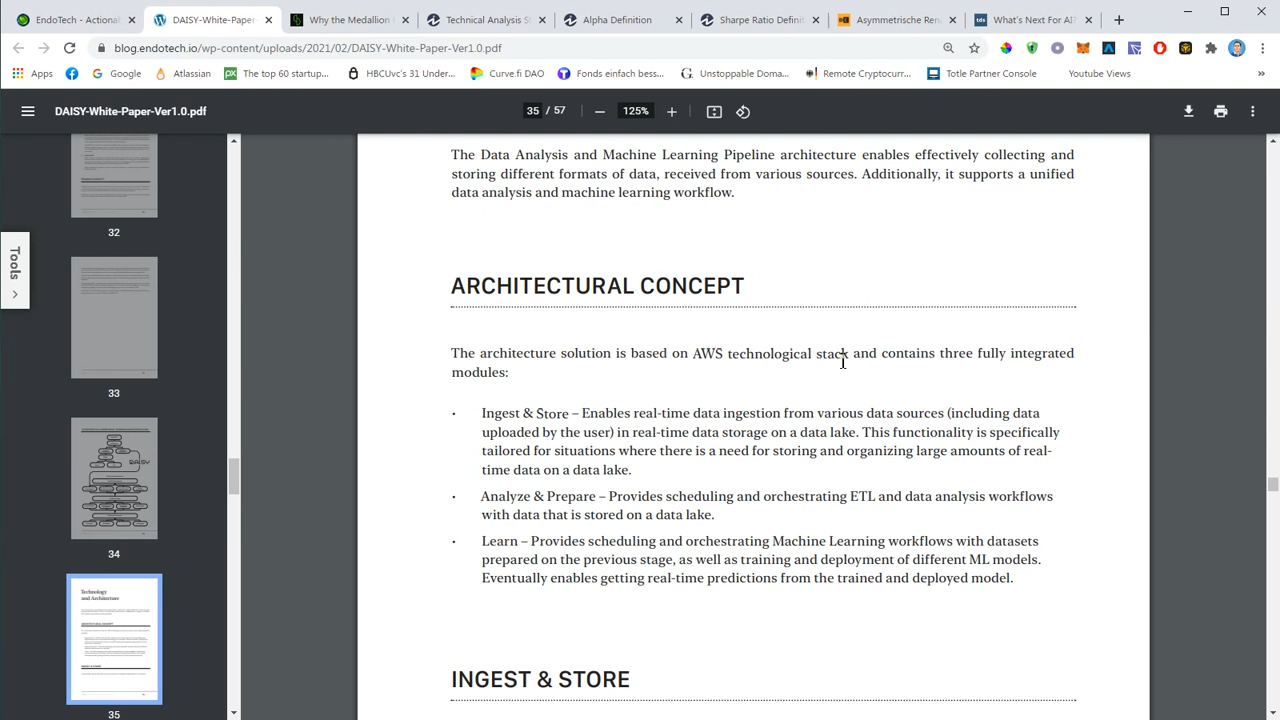 EndoTech - Actiona
DAISY-White-Paper-
Why the Medallion
Technical Analysis S
Alpha Definition
Sharpe Ratio Defini
Asymmetrische Ren
What's Next For AI
blog.endotech.io/wp-content/uploads/2021/02/DAISY-White-Paper-Ver1.0.pdf
Apps
Google
Atlassian
The top 60 startup...
HBCUvc's 31 Under...
Curve.fi DAO
Fonds einfach bess...
Unstoppable Doma...
Remote Cryptocurr...
Totle Partner Console
Youtube Views
»
DAISY-White-Paper-Ver1.0.pdf
35 / 57
125%
Tools
32
33
34
35
DAISY
Technology
and Architecture
The Data Analysis and Machine Learning Pipeline architecture enables effectively collecting and
storing different formats of data, received from various sources. Additionally, it supports a unified
data analysis and machine learning workflow.
ARCHITECTURAL CONCEPT
The architecture solution is based on AWS technological stack and contains three fully integrated
modules:
• Ingest & Store – Enables real-time data ingestion from various data sources (including data
uploaded by the user) in real-time data storage on a data lake. This functionality is specifically
tailored for situations where there is a need for storing and organizing large amounts of real-
time data on a data lake.
• Analyze & Prepare – Provides scheduling and orchestrating ETL and data analysis workflows
with data that is stored on a data lake.
• Learn – Provides scheduling and orchestrating Machine Learning workflows with datasets
prepared on the previous stage, as well as training and deployment of different ML models.
Eventually enables getting real-time predictions from the trained and deployed model.
INGEST & STORE